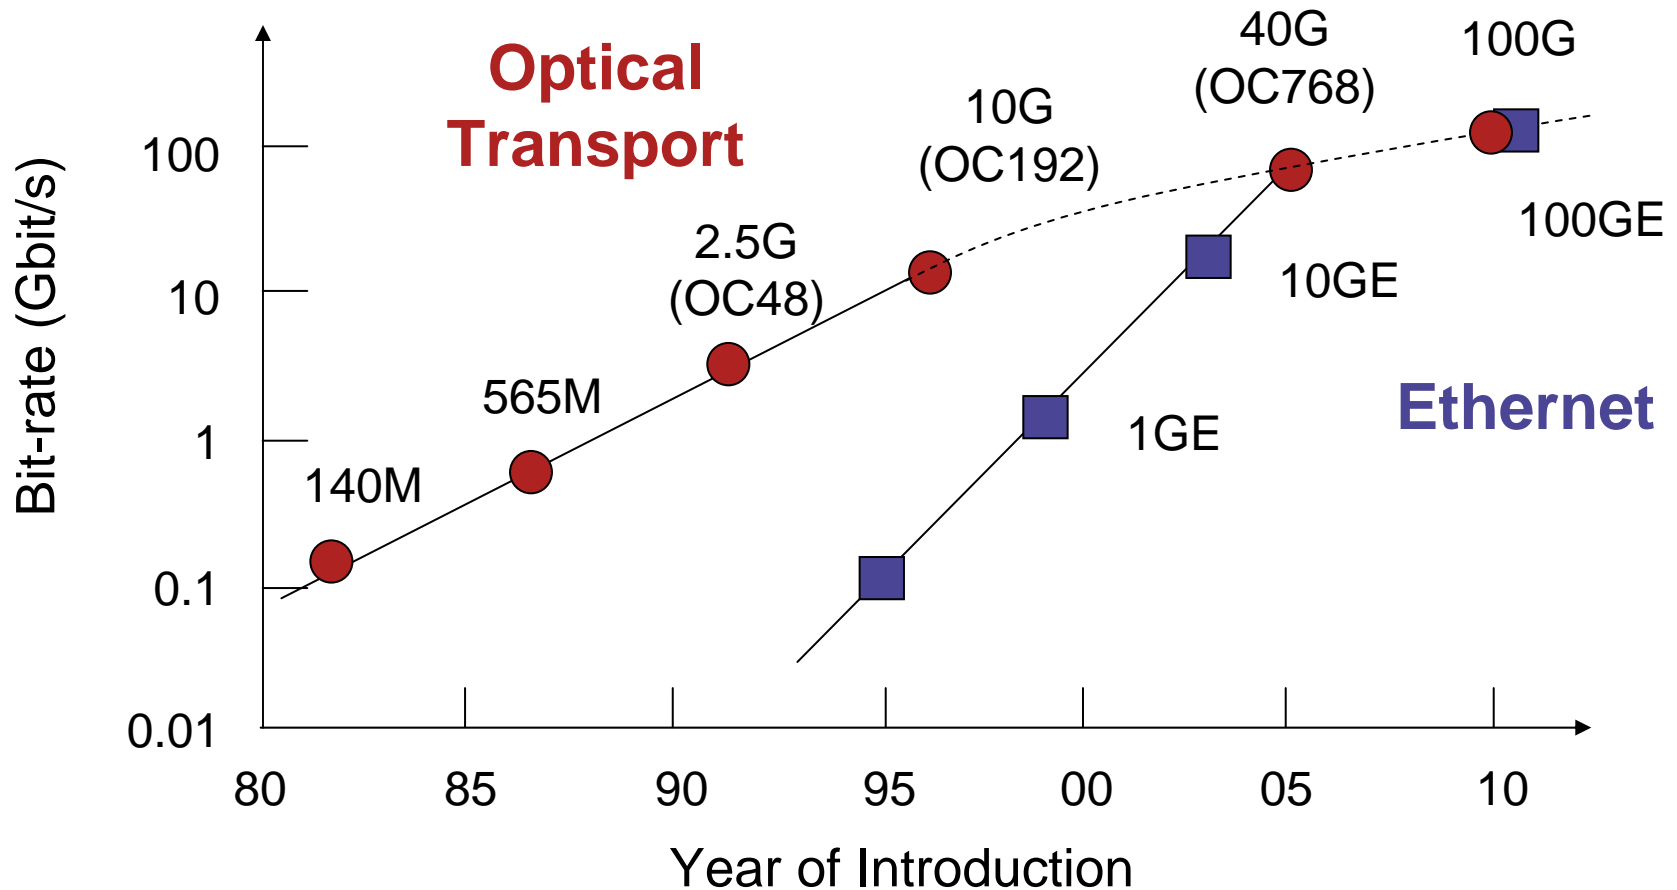 Optical
Transport
40G
(OC768)
100G
10G
(OC192)
100GE
2.5G
(OC48)
10GE
565M
1GE
Ethernet
140M
Bit-rate (Gbit/s)
100
10
1
0.1
0.01
80 85 90 95 00 05 10
Year of Introduction